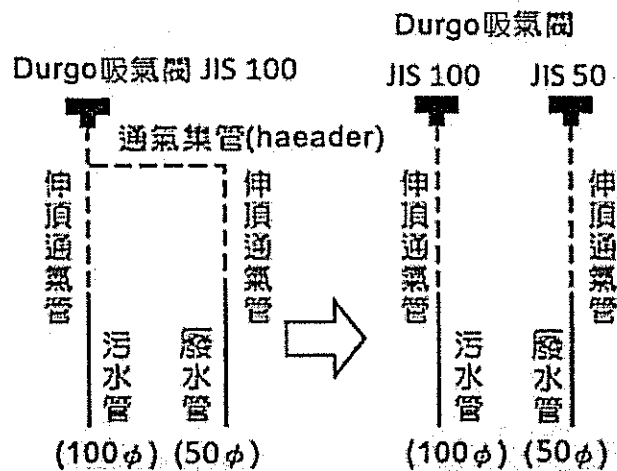 Durgo吸氣閥 JIS 100
通氣集管(haeader)
伸頂通氣管
伸頂通氣管
污水管
廢水管
(100φ) (50φ)
Durgo吸氣閥
JIS 100 JIS 50
伸頂通氣管
伸頂通氣管
污水管
廢水管
(100φ) (50φ)